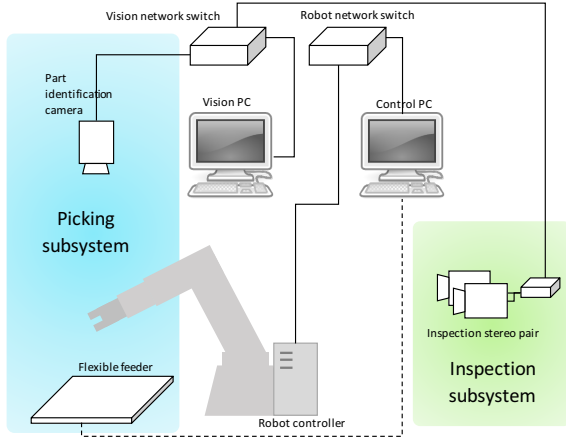 Vision network switch
Robot network switch
Part
identification
camera
Vision PC
Control PC
Picking
subsystem
Inspection stereo pair
Flexible feeder
Inspection
subsystem
Robot controller